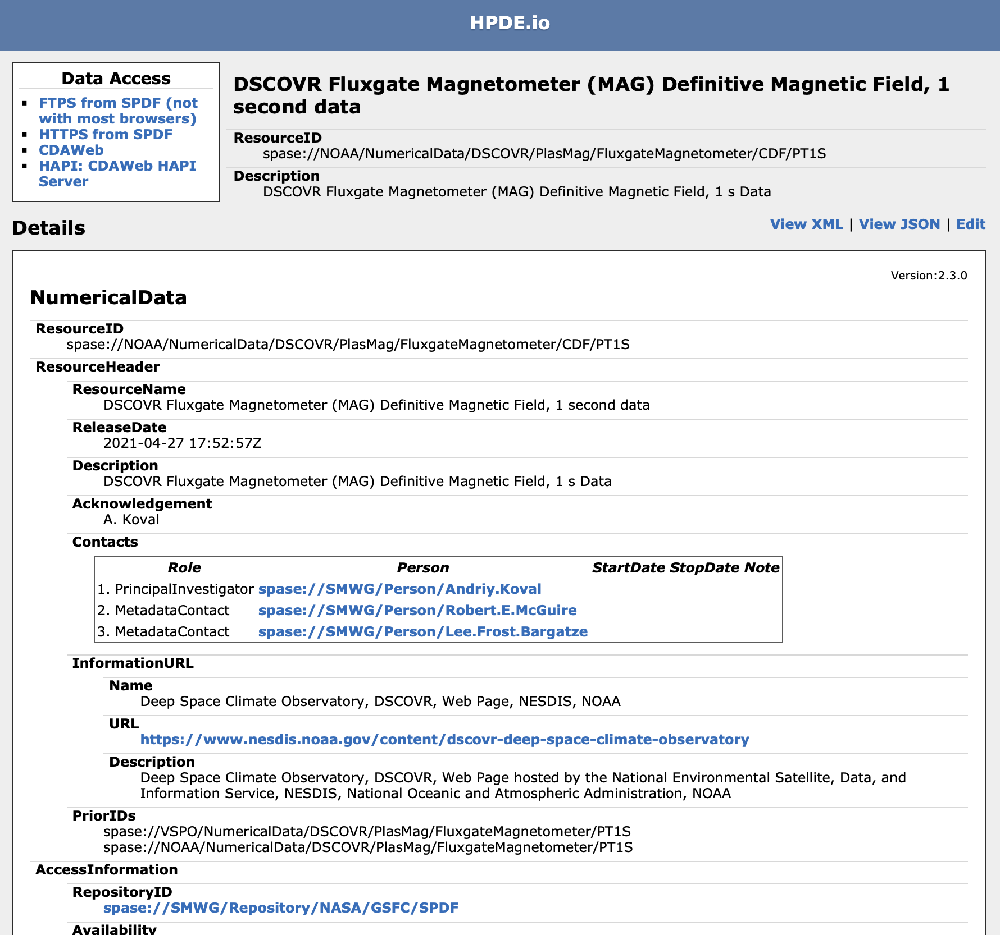 HPDE.io
Data Access
▪ FTPS from SPDF (not
with most browsers)
▪ HTTPS from SPDF
▪ CDAWeb
▪ HAPI: CDAWeb HAPI
Server
DSCOVR Fluxgate Magnetometer (MAG) Definitive Magnetic Field, 1
second data
ResourceID
spase://NOAA/NumericalData/DSCOVR/PlasMag/FluxgateMagnetometer/CDF/PT1S
Description
DSCOVR Fluxgate Magnetometer (MAG) Definitive Magnetic Field, 1 s Data
Details
View XML | View JSON | Edit
Version:2.3.0
NumericalData
ResourceID
spase://NOAA/NumericalData/DSCOVR/PlasMag/FluxgateMagnetometer/CDF/PT1S
ResourceHeader
ResourceName
DSCOVR Fluxgate Magnetometer (MAG) Definitive Magnetic Field, 1 second data
ReleaseDate
2021-04-27 17:52:57Z
Description
DSCOVR Fluxgate Magnetometer (MAG) Definitive Magnetic Field, 1 s Data
Acknowledgement
A. Koval
Contacts
Role Person StartDate StopDate Note
1. PrincipalInvestigator spase://SMWG/Person/Andriy.Koval
2. MetadataContact spase://SMWG/Person/Robert.E.McGuire
3. MetadataContact spase://SMWG/Person/Lee.Frost.Bargatze
InformationURL
Name
Deep Space Climate Observatory, DSCOVR, Web Page, NESDIS, NOAA
URL
https://www.nesdis.noaa.gov/content/dscovr-deep-space-climate-observatory
Description
Deep Space Climate Observatory, DSCOVR, Web Page hosted by the National Environmental Satellite, Data, and
Information Service, NESDIS, National Oceanic and Atmospheric Administration, NOAA
PriorIDs
spase://VSPO/NumericalData/DSCOVR/PlasMag/FluxgateMagnetometer/PT1S
spase://NOAA/NumericalData/DSCOVR/PlasMag/FluxgateMagnetometer/PT1S
AccessInformation
RepositoryID
spase://SMWG/Repository/NASA/GSFC/SPDF
Availability